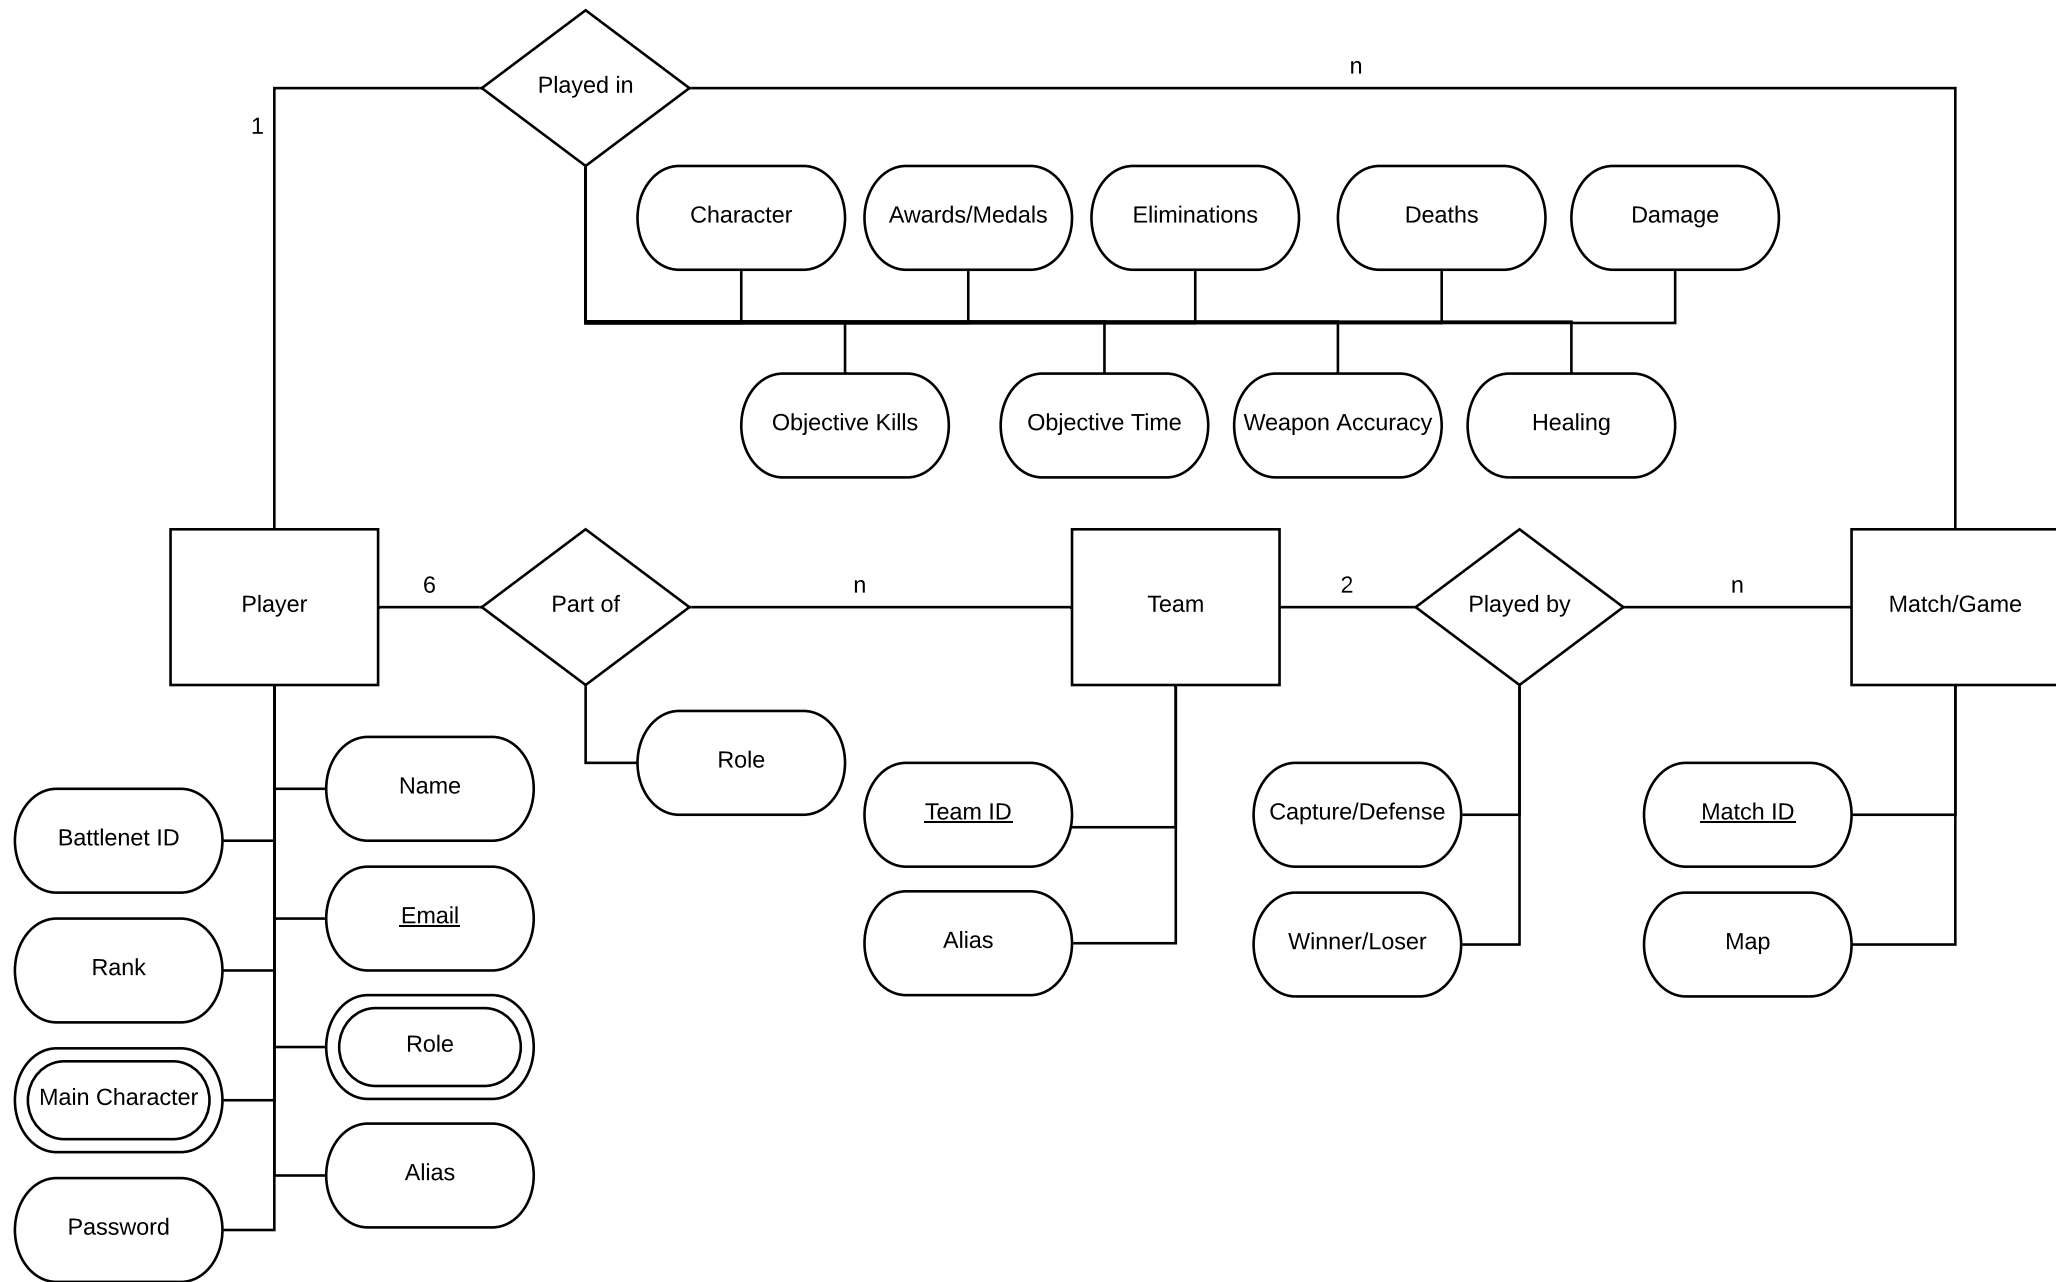 Played in
n
1
Character
Awards/Medals
Eliminations
Deaths
Damage
Objective Kills
Objective Time
Weapon Accuracy
Healing
Player
6
Part of
n
Team
2
Played by
n
Match/Game
Name
Battlenet ID
Email
Rank
Role
Main Character
Alias
Password
Role
Team ID
Alias
Capture/Defense
Winner/Loser
Match ID
Map